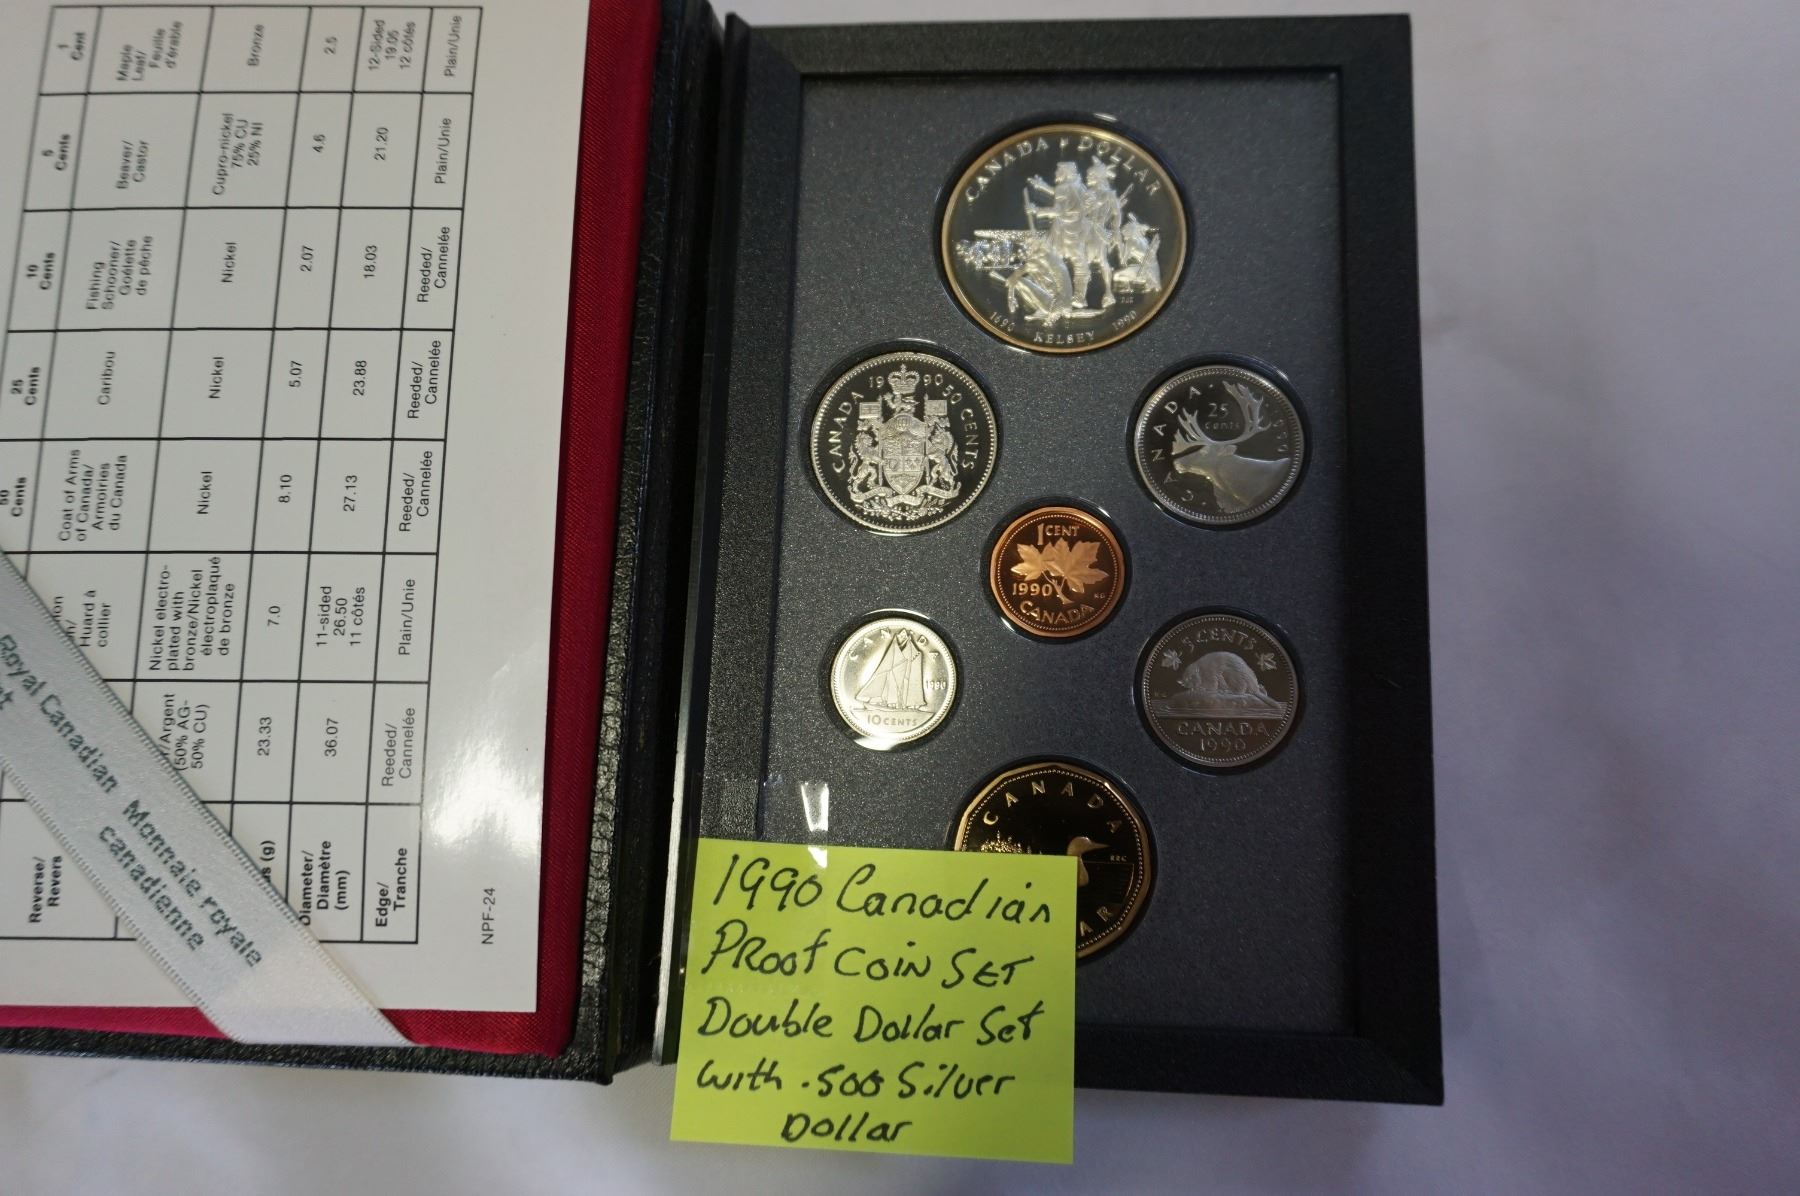 1
Cent
Maple
Leaf/
Feuille
d'érable
Bronze
2.5
12-Sided
19.05
12 côtés
Plain/Unie
5
Cents
Beaver/
Castor
Cupro-nickel
75% CU
25% NI
4.6
21.20
Plain/Unie
10
Cents
Fishing
Schooner/
Goélette
de pêche
Nickel
2.07
18.03
Reeded/
Cannelée
25
Cents
Caribou
Nickel
5.07
23.88
Reeded/
Cannelée
50
Cents
Coat of Arms
of Canada/
Armoiries
du Canada
Nickel
8.10
27.13
Reeded/
Cannelée
Huard à
collier
Nickel electro-
plated with
bronze/Nickel
électroplaqué
de bronze
7.0
11-sided
26.50
11 côtés
Plain/Unie
/Argent
(50% AG-
50% CU)
23.33
36.07
Reeded/
Cannelée
Reverse/
Revers
(g)
Diameter/
Diamètre
(mm)
Edge/
Tranche
NPF-24
Royal Canadian
Monnaie royale
canadienne
CANADA DOLLAR
1690 KELSEY 1990
CANADA 1990 50 CENTS
CANADA 1990
25
cents
1 CENT
1990
CANADA
CANADA
1990
10 CENTS
5 CENTS
CANADA
1990
CANADA
1990 Canadian
Proof Coin Set
Double Dollar Set
with .500 Silver
Dollar